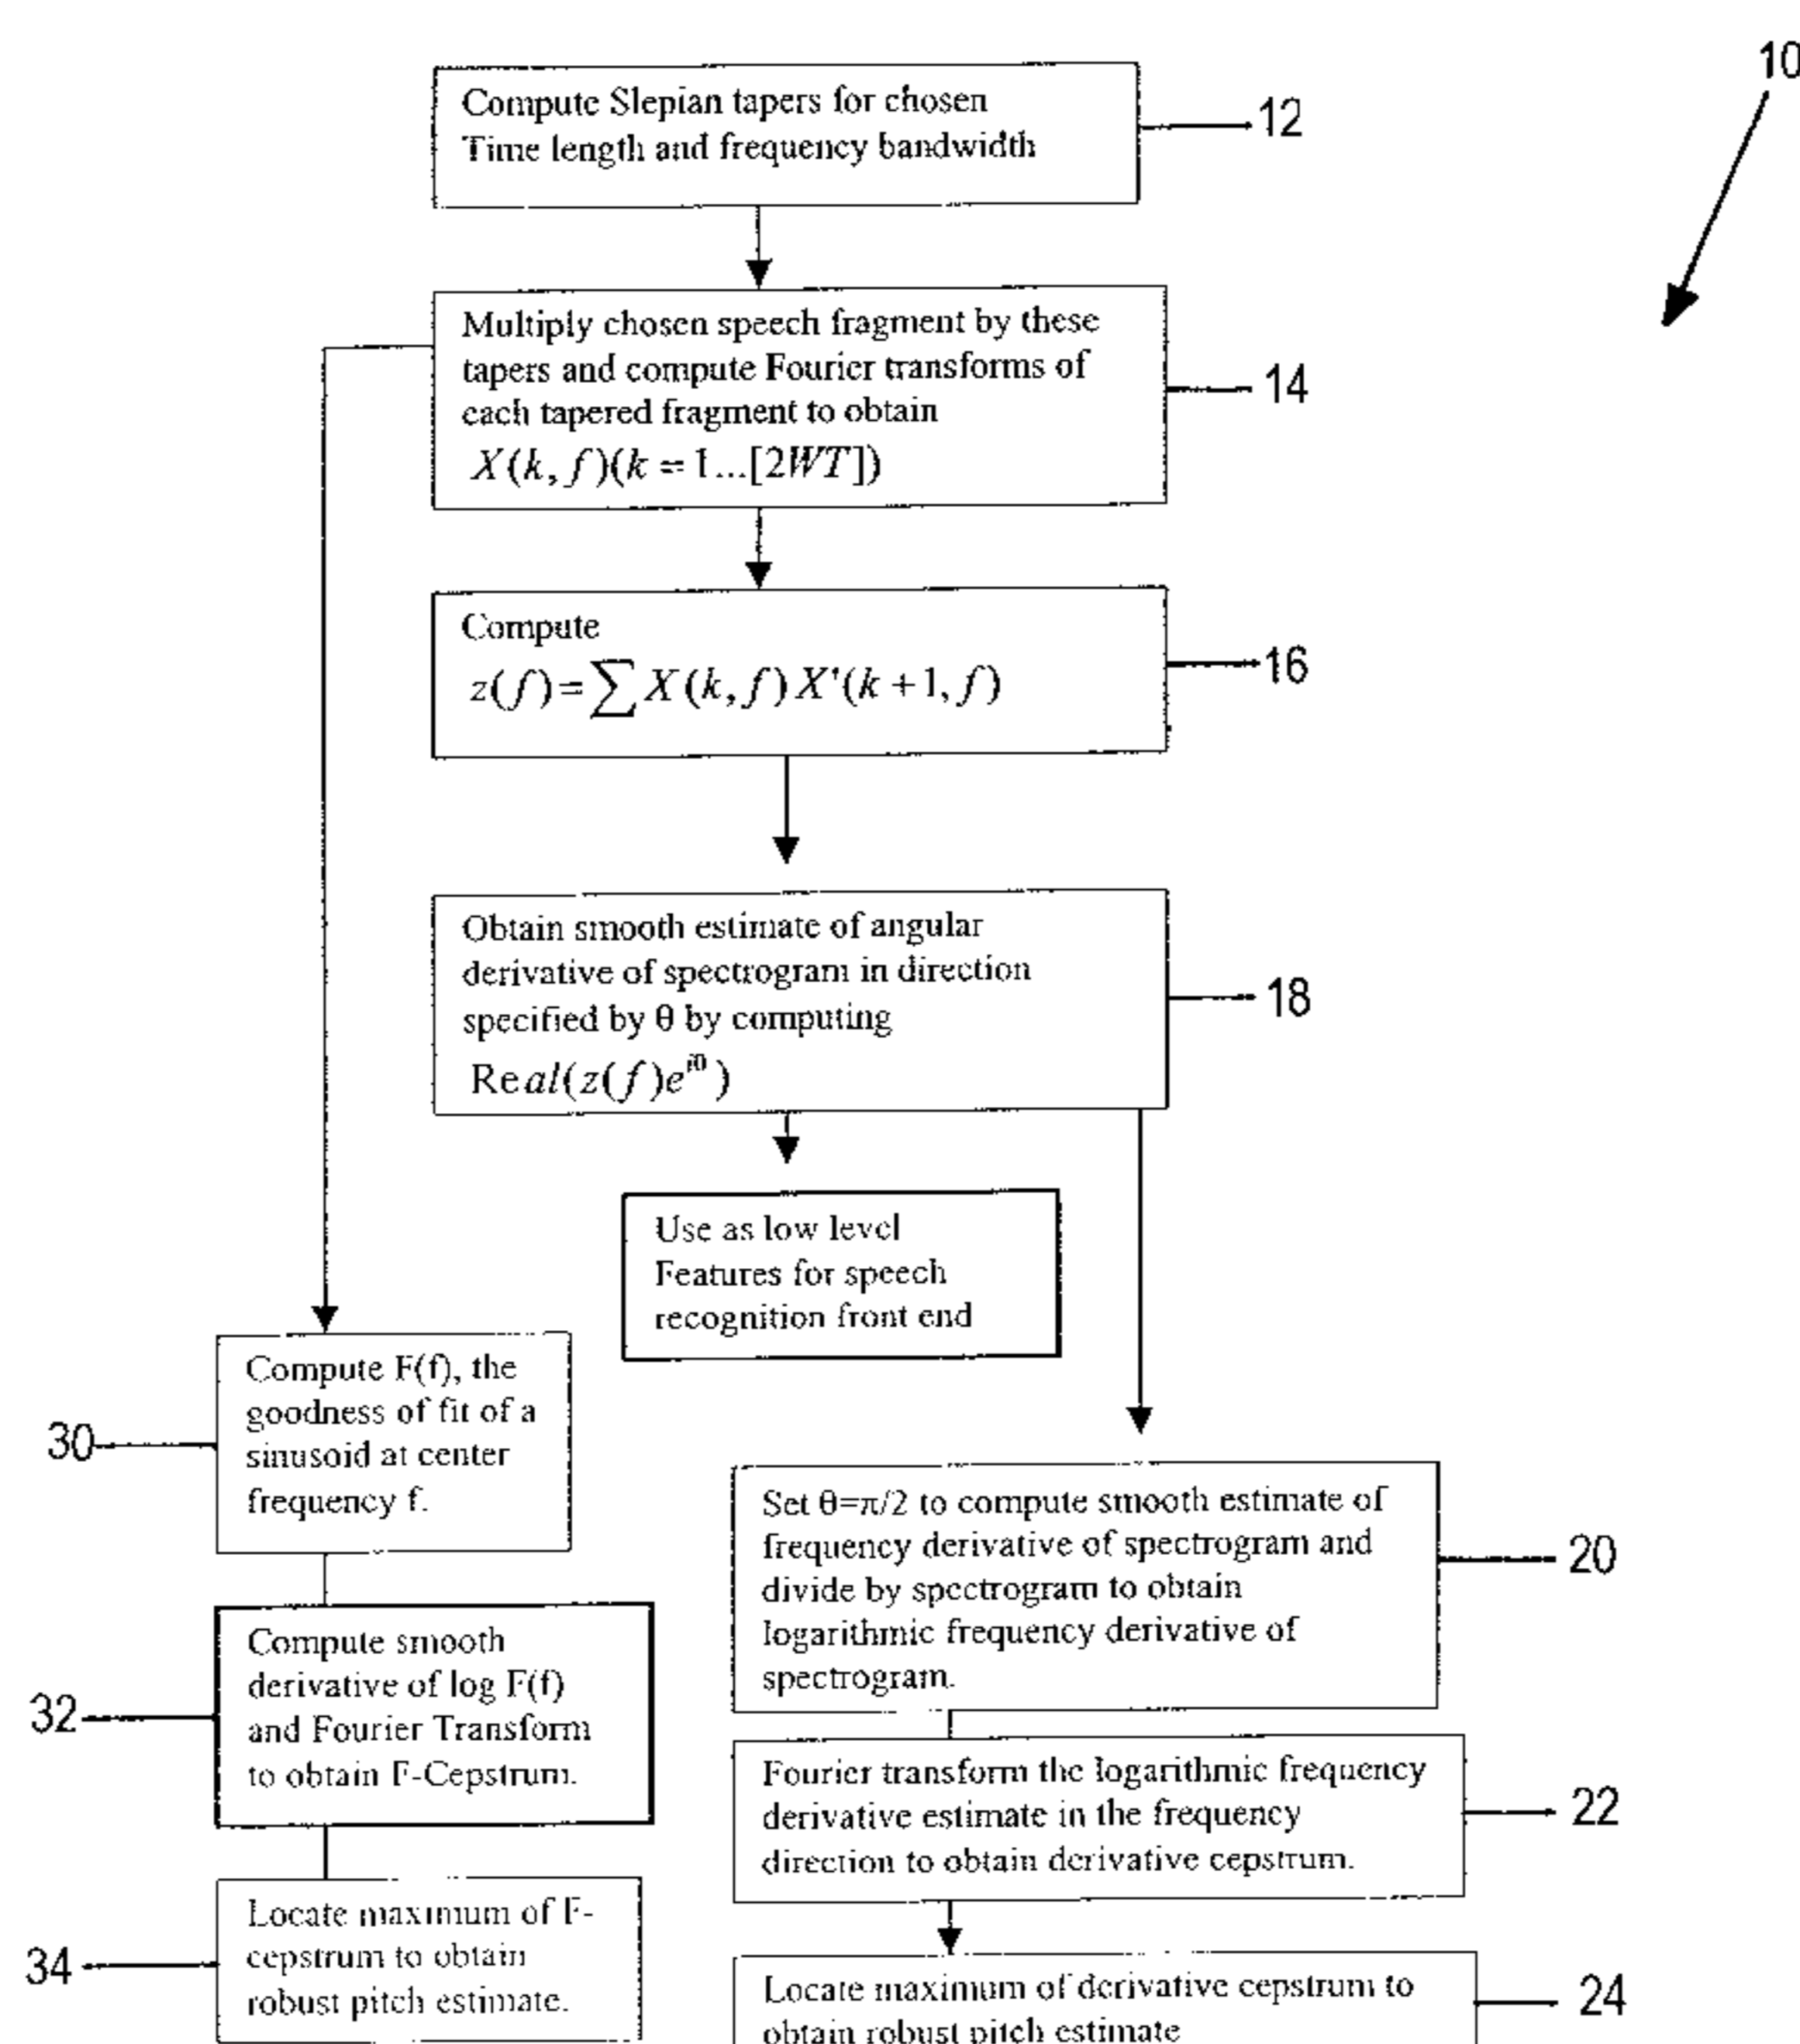 10
Compute Slepian tapers for chosen
Time length and frequency bandwidth
12
Multiply chosen speech fragment by these
tapers and compute Fourier transforms of
each tapered fragment to obtain
X(k,f)(k=1...[2WT])
14
Compute
z(f)=∑X(k,f)X'(k+1,f)
16
Obtain smooth estimate of angular
derivative of spectrogram in direction
specified by θ by computing
Real(z(f)e^{iθ})
18
Use as low level
Features for speech
recognition front end
Compute F(f), the
goodness of fit of a
sinusoid at center
frequency f.
30
Set θ=π/2 to compute smooth estimate of
frequency derivative of spectrogram and
divide by spectrogram to obtain
logarithmic frequency derivative of
spectrogram.
20
Compute smooth
derivative of log F(f)
and Fourier Transform
to obtain F-Cepstrum.
32
Fourier transform the logarithmic frequency
derivative estimate in the frequency
direction to obtain derivative cepstrum.
22
Locate maximum of F-
cepstrum to obtain
robust pitch estimate.
34
Locate maximum of derivative cepstrum to
obtain robust pitch estimate
24